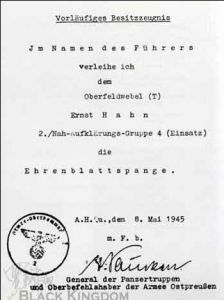 Vorläufiges Besitzzeugnis
Jm Namen des Führers
verleihe ich
dem
Oberfeldwebel (T)
Ernst Hahn
2./Nah-Aufklärungs-Gruppe 4 (Einsatz)
die
Ehrenblattspange.
A.H.Qu.,den 8. Mai 1945
m. F. b.
General der Panzertruppen
und Oberbefehlshaber der Armee Ostpreußen
2
BLACK KINGDOM